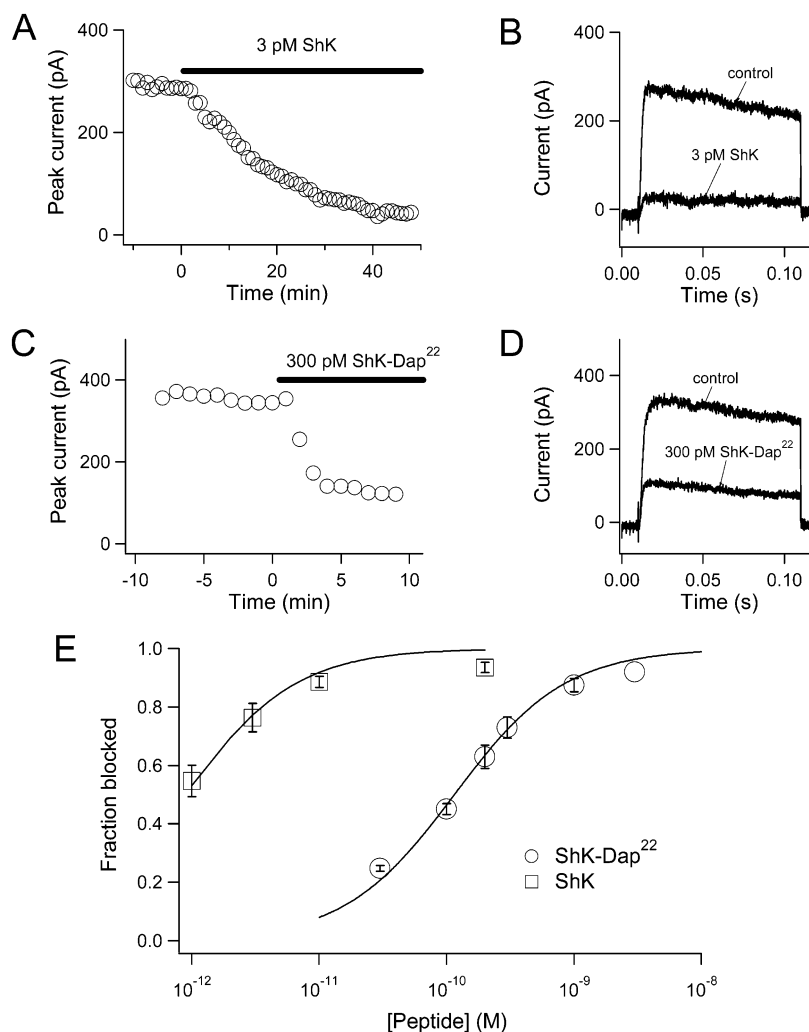 A
400
200
0
Peak current (pA)
3 pM ShK
0
20
40
Time (min)
B
400
200
0
Current (pA)
control
3 pM ShK
0.00
0.05
0.10
Time (s)
C
400
200
0
Peak current (pA)
300 pM ShK-Dap22
-10
-5
0
5
10
Time (min)
D
400
200
0
Current (pA)
control
300 pM ShK-Dap22
0.00
0.05
0.10
Time (s)
E
1.0
0.8
0.6
0.4
0.2
0.0
Fraction blocked
ShK-Dap22
ShK
10-12
10-11
10-10
10-9
10-8
[Peptide] (M)